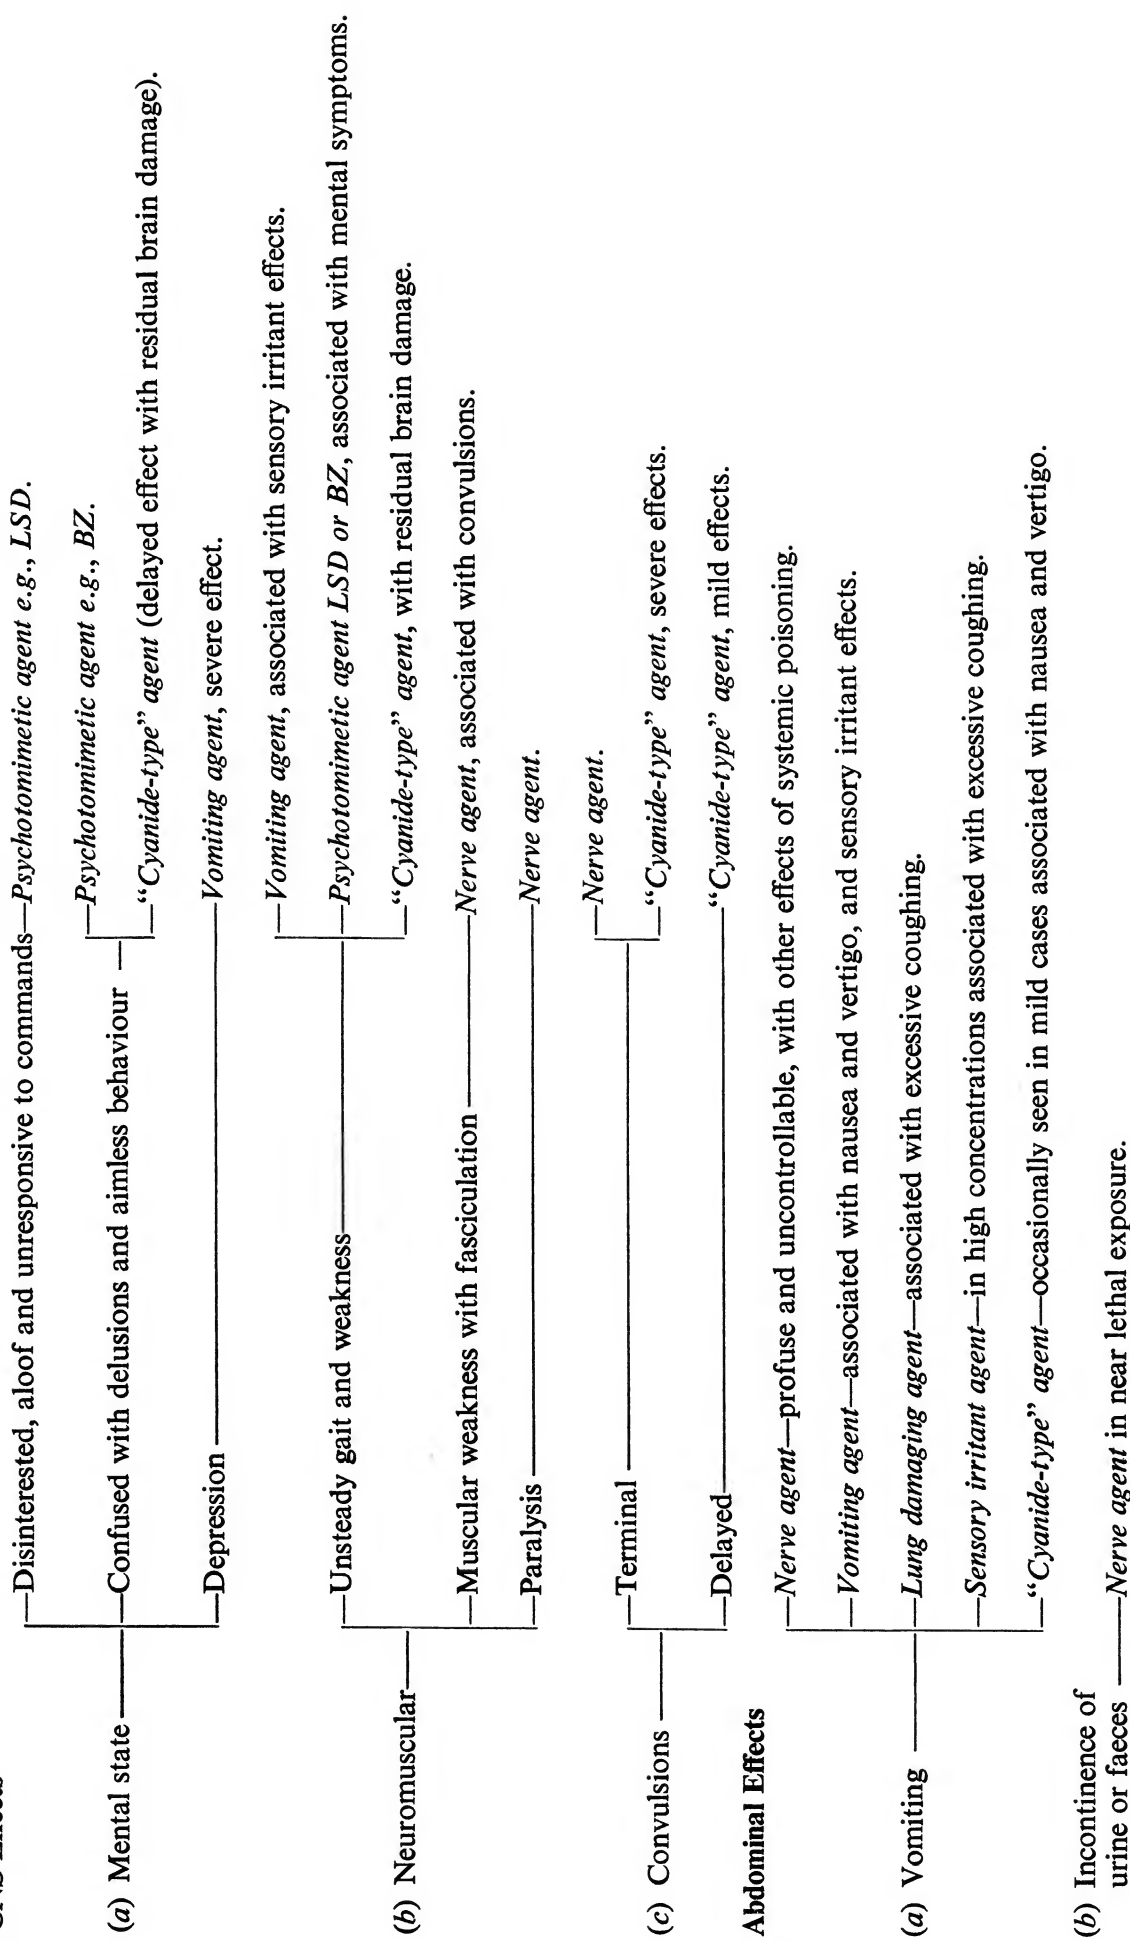 CNS Effects
Disinterested, aloof and unresponsive to commands—Psychotomimetic agent e.g., LSD.
Psychotomimetic agent e.g., BZ.
(a) Mental state—Confused with delusions and aimless behaviour
“Cyanide-type” agent (delayed effect with residual brain damage).
Depression—Vomiting agent, severe effect.
Vomiting agent, associated with sensory irritant effects.
Unsteady gait and weakness—Psychotomimetic agent LSD or BZ, associated with mental symptoms.
“Cyanide-type” agent, with residual brain damage.
(b) Neuromuscular
Muscular weakness with fasciculation—Nerve agent, associated with convulsions.
Paralysis—Nerve agent.
Nerve agent.
Terminal
“Cyanide-type” agent, severe effects.
(c) Convulsions
Delayed—“Cyanide-type” agent, mild effects.
Abdominal Effects
Nerve agent—profuse and uncontrollable, with other effects of systemic poisoning.
Vomiting agent—associated with nausea and vertigo, and sensory irritant effects.
(a) Vomiting—Lung damaging agent—associated with excessive coughing.
Sensory irritant agent—in high concentrations associated with excessive coughing.
“Cyanide-type” agent—occasionally seen in mild cases associated with nausea and vertigo.
(b) Incontinence of
urine or faeces—Nerve agent in near lethal exposure.